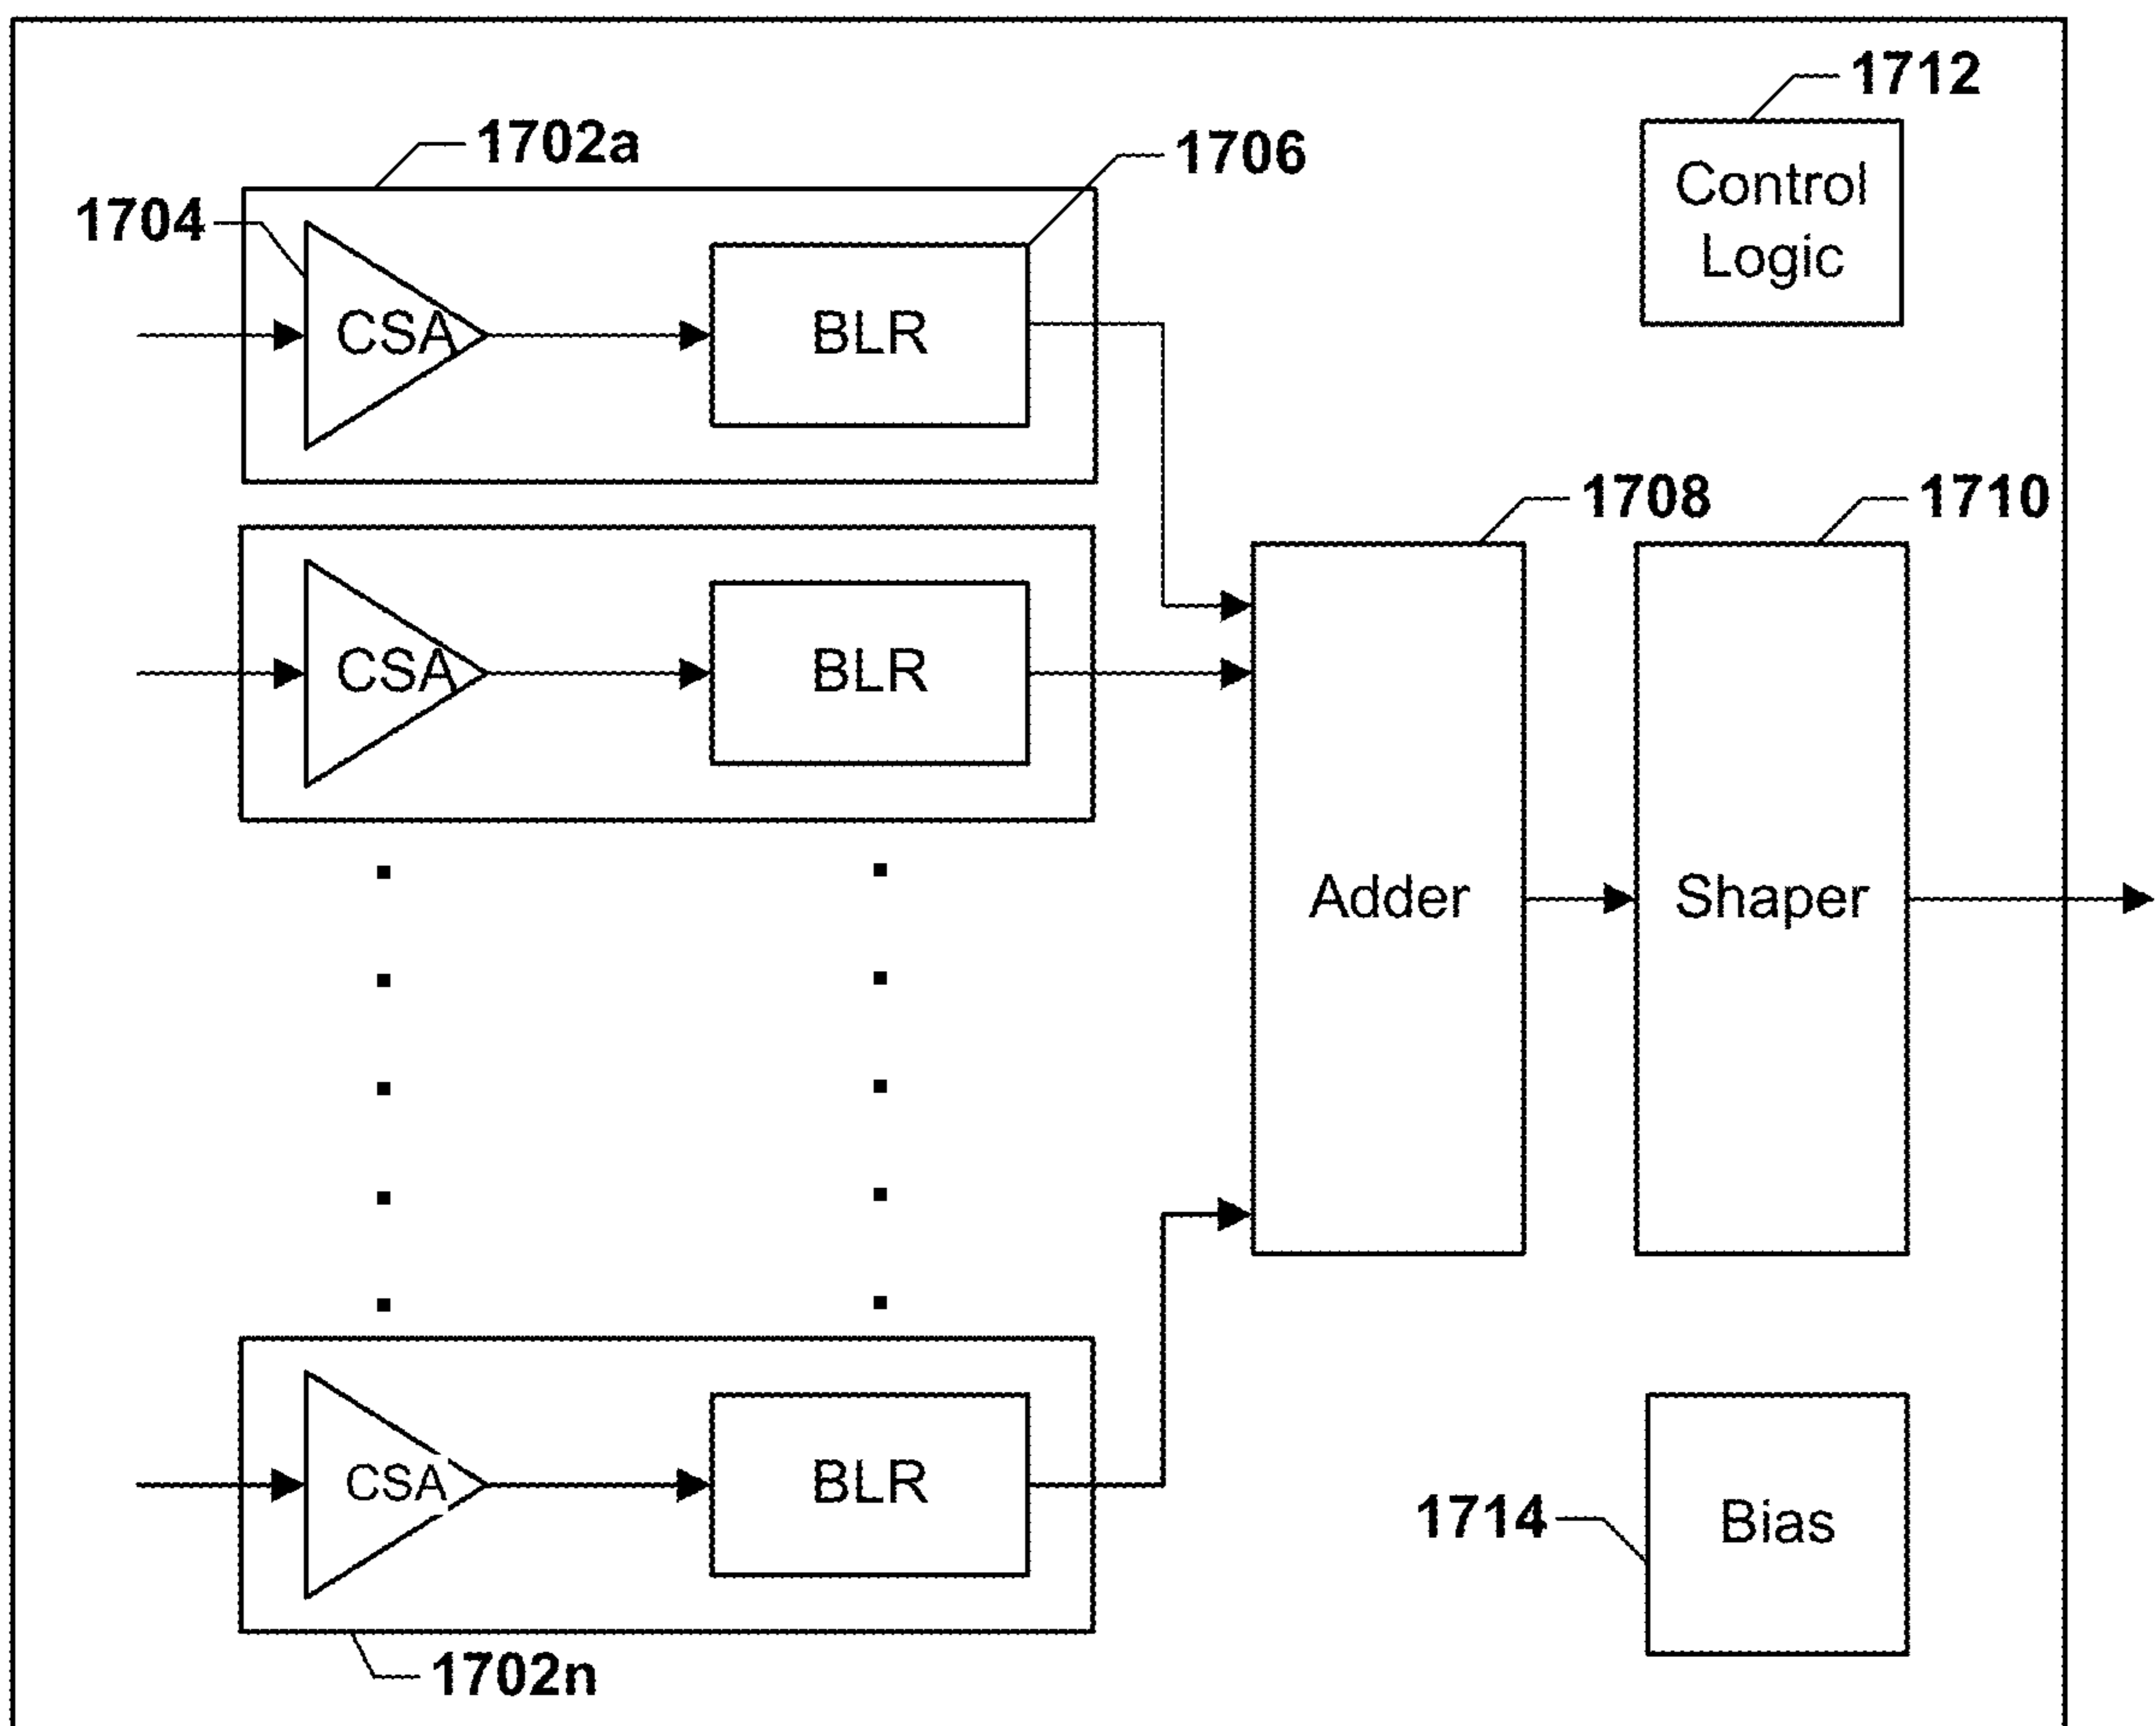 1712
Control
Logic
1702a
1706
1704
CSA
BLR
1708
1710
CSA
BLR
Adder
Shaper
CSA
BLR
1714
Bias
1702n